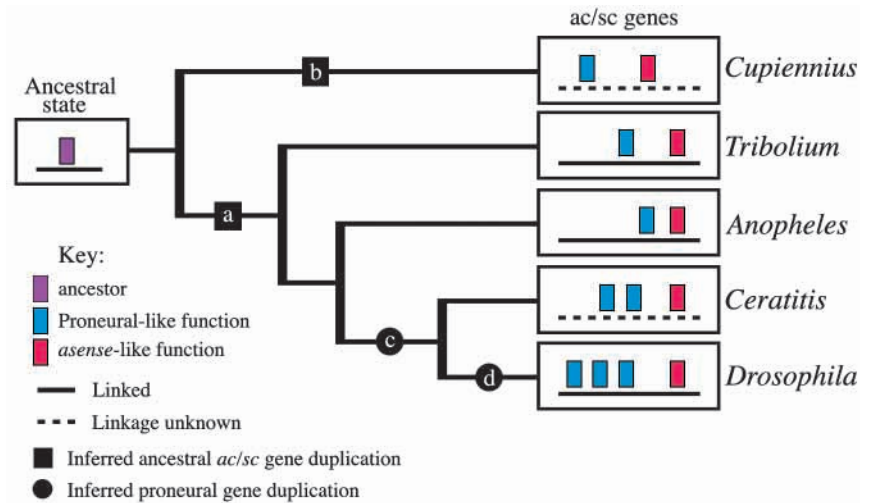 ac/sc genes
Ancestral
state
b
Cupiennius
Tribolium
a
Anopheles
Key:
ancestor
Proneural-like function
asense-like function
Linked
Linkage unknown
Inferred ancestral ac/sc gene duplication
Inferred proneural gene duplication
Ceratitis
c
d
Drosophila